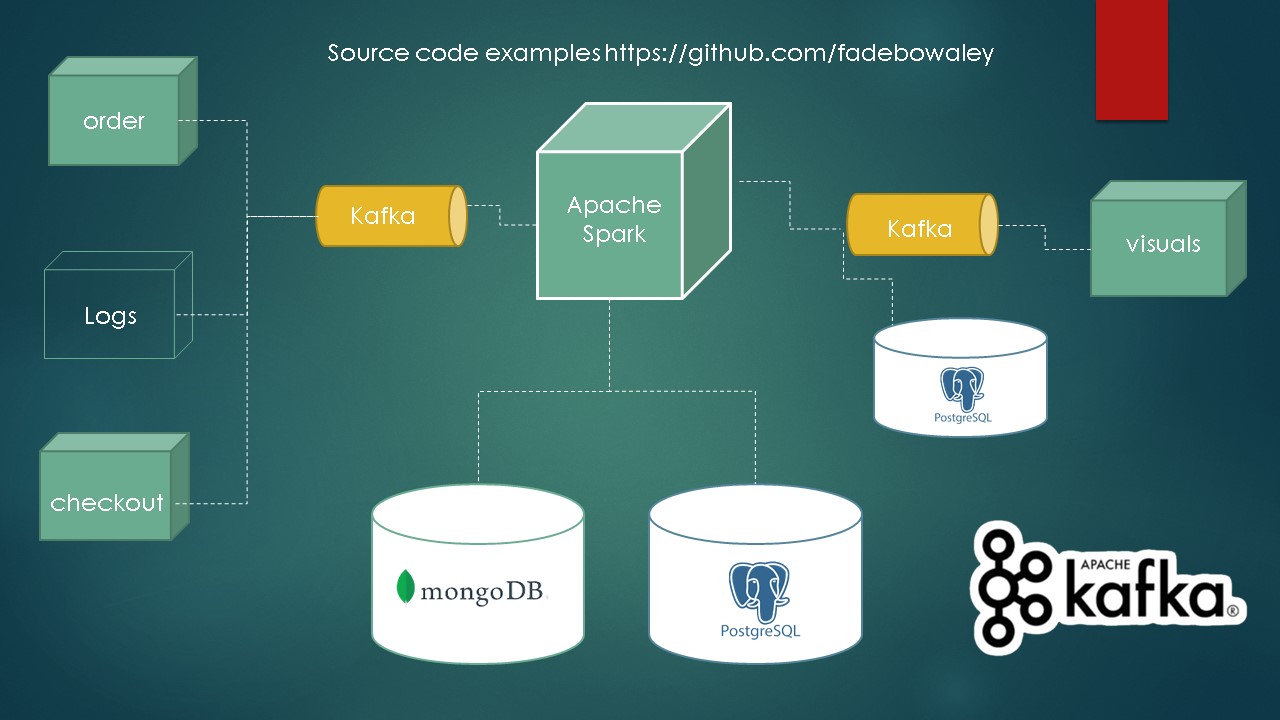 Source code examples https://github.com/fadebowaley
order
Kafka
Apache
Spark
Kafka
visuals
Logs
PostgreSQL
checkout
mongoDB
PostgreSQL
APACHE
kafka®